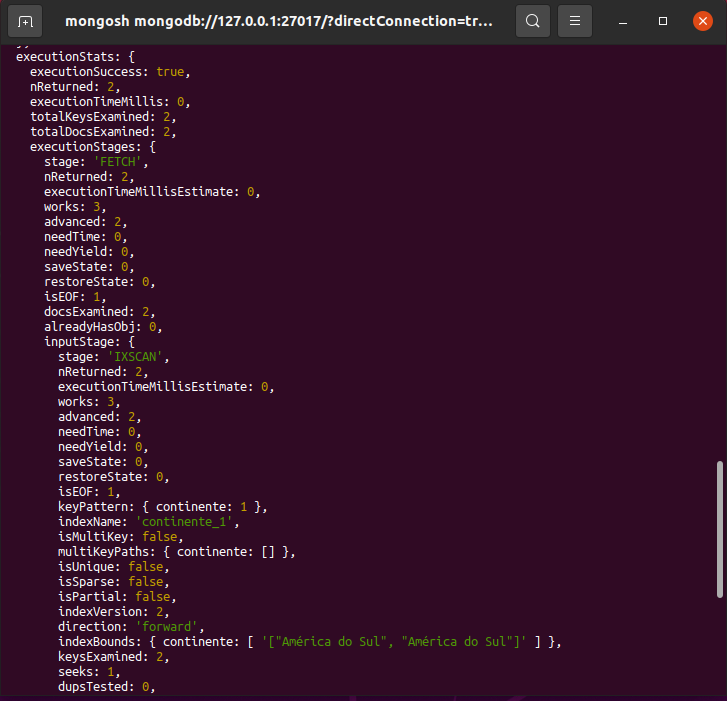 mongosh mongodb://127.0.0.1:27017/?directConnection=tr...
executionStats: {
executionSuccess: true,
nReturned: 2,
executionTimeMillis: 0,
totalKeysExamined: 2,
totalDocsExamined: 2,
executionStages: {
stage: 'FETCH',
nReturned: 2,
executionTimeMillisEstimate: 0,
works: 3,
advanced: 2,
needTime: 0,
needYield: 0,
saveState: 0,
restoreState: 0,
isEOF: 1,
docsExamined: 2,
alreadyHasObj: 0,
inputStage: {
stage: 'IXSCAN',
nReturned: 2,
executionTimeMillisEstimate: 0,
works: 3,
advanced: 2,
needTime: 0,
needYield: 0,
saveState: 0,
restoreState: 0,
isEOF: 1,
keyPattern: { continente: 1 },
indexName: 'continente_1',
isMultiKey: false,
multiKeyPaths: { continente: [] },
isUnique: false,
isSparse: false,
isPartial: false,
indexVersion: 2,
direction: 'forward',
indexBounds: { continente: [ '["América do Sul", "América do Sul"]' ] },
keysExamined: 2,
seeks: 1,
dupsTested: 0,